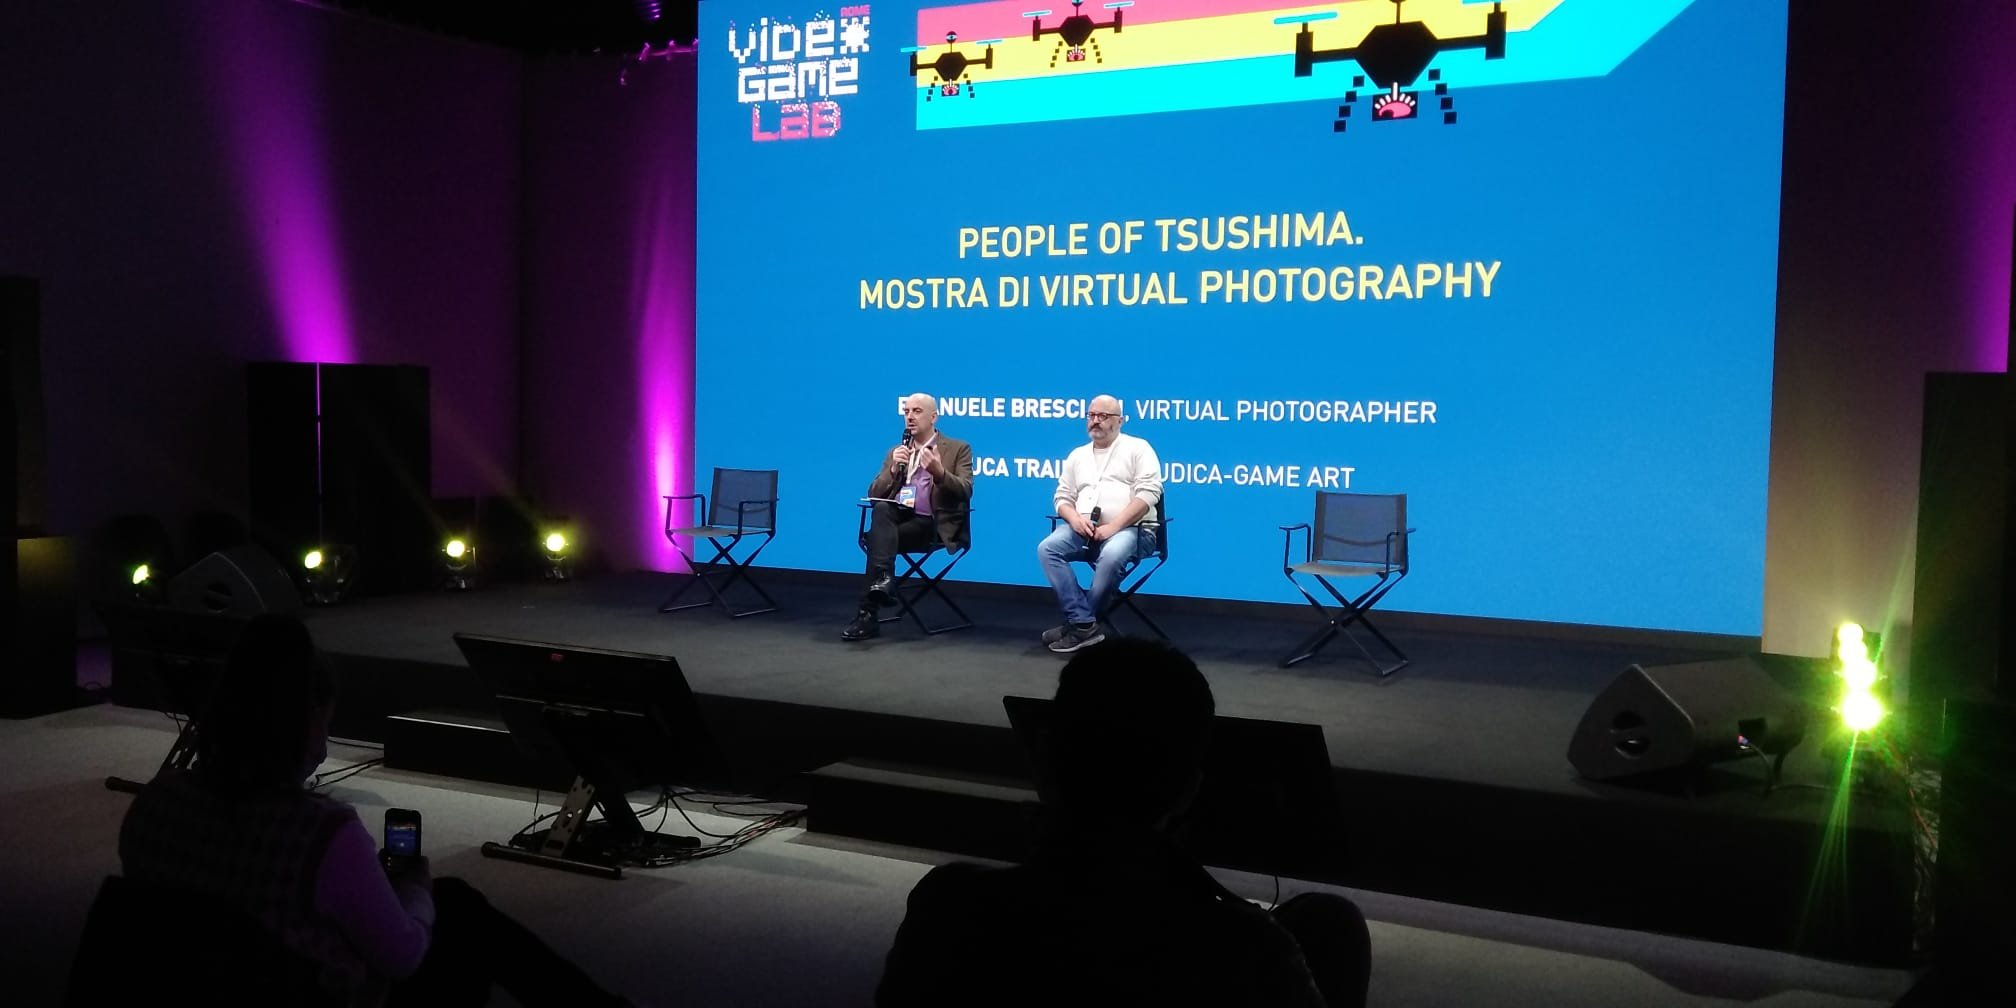 ROME
VIDEO
GAME
LAB
PEOPLE OF TSUSHIMA.
MOSTRA DI VIRTUAL PHOTOGRAPHY
VIRTUAL PHOTOGRAPHER
GAME ART